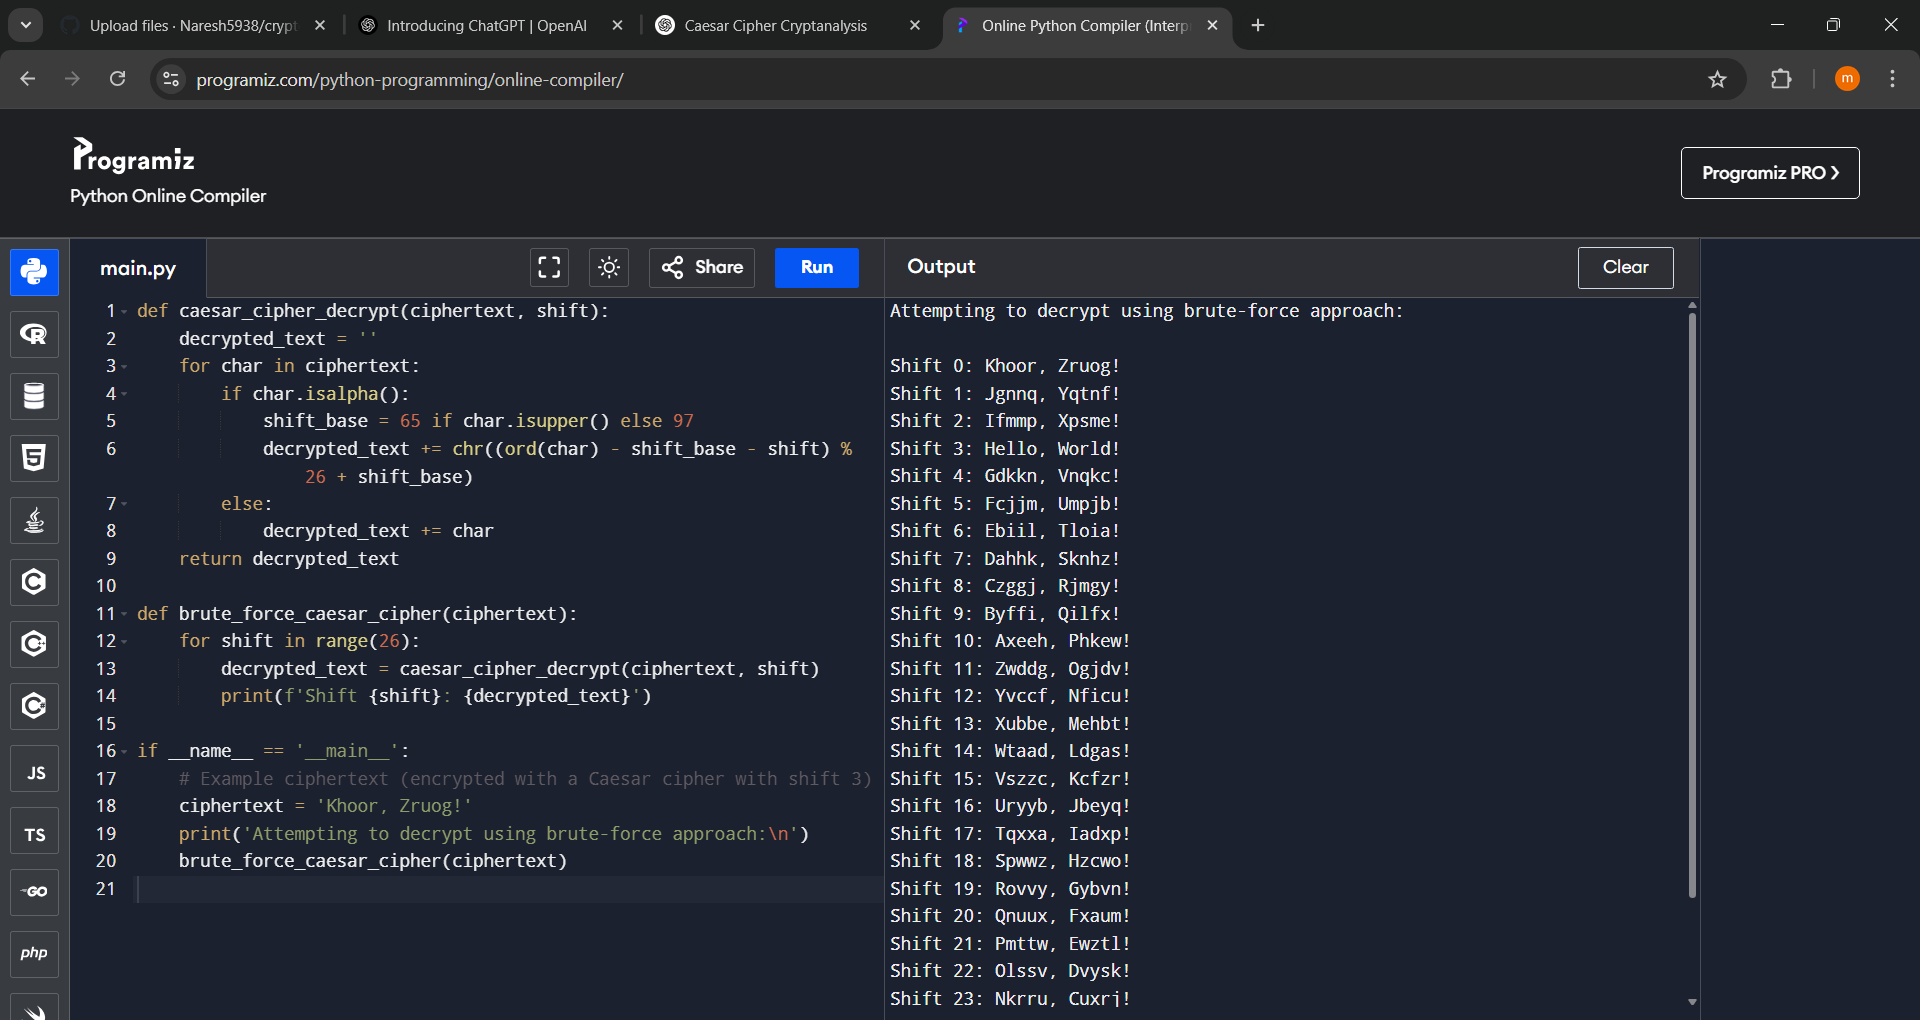 Upload files · Naresh5938/crypt
Introducing ChatGPT | OpenAI
Caesar Cipher Cryptanalysis
Online Python Compiler (Interp
programiz.com/python-programming/online-compiler/
m
Programiz
Python Online Compiler
Programiz PRO ❯
main.py
Share
Run
Output
Clear
1 def caesar_cipher_decrypt(ciphertext, shift):
2 decrypted_text = ''
3 for char in ciphertext:
4 if char.isalpha():
5 shift_base = 65 if char.isupper() else 97
6 decrypted_text += chr((ord(char) - shift_base - shift) %
26 + shift_base)
7 else:
8 decrypted_text += char
9 return decrypted_text
10
11 def brute_force_caesar_cipher(ciphertext):
12 for shift in range(26):
13 decrypted_text = caesar_cipher_decrypt(ciphertext, shift)
14 print(f'Shift {shift}: {decrypted_text}')
15
16 if __name__ == '__main__':
17 # Example ciphertext (encrypted with a Caesar cipher with shift 3)
18 ciphertext = 'Khoor, Zruog!'
19 print('Attempting to decrypt using brute-force approach:\n')
20 brute_force_caesar_cipher(ciphertext)
21
Attempting to decrypt using brute-force approach:
Shift 0: Khoor, Zruog!
Shift 1: Jgnnq, Yqtnf!
Shift 2: Ifmmp, Xpsme!
Shift 3: Hello, World!
Shift 4: Gdkkn, Vnqkc!
Shift 5: Fcjjm, Umpjb!
Shift 6: Ebiil, Tloia!
Shift 7: Dahhk, Sknhz!
Shift 8: Czggj, Rjmgy!
Shift 9: Byffi, Qilfx!
Shift 10: Axeeh, Phkew!
Shift 11: Zwddg, Ogjdv!
Shift 12: Yvccf, Nficu!
Shift 13: Xubbe, Mehbt!
Shift 14: Wtaad, Ldgas!
Shift 15: Vszzc, Kcfzr!
Shift 16: Uryyb, Jbeyq!
Shift 17: Tqxxa, Iadxp!
Shift 18: Spwwz, Hzcwo!
Shift 19: Rovvy, Gybvn!
Shift 20: Qnuux, Fxaum!
Shift 21: Pmttw, Ewztl!
Shift 22: Olssv, Dvysk!
Shift 23: Nkrru, Cuxrj!
R
5
C
C
C
JS
TS
GO
php